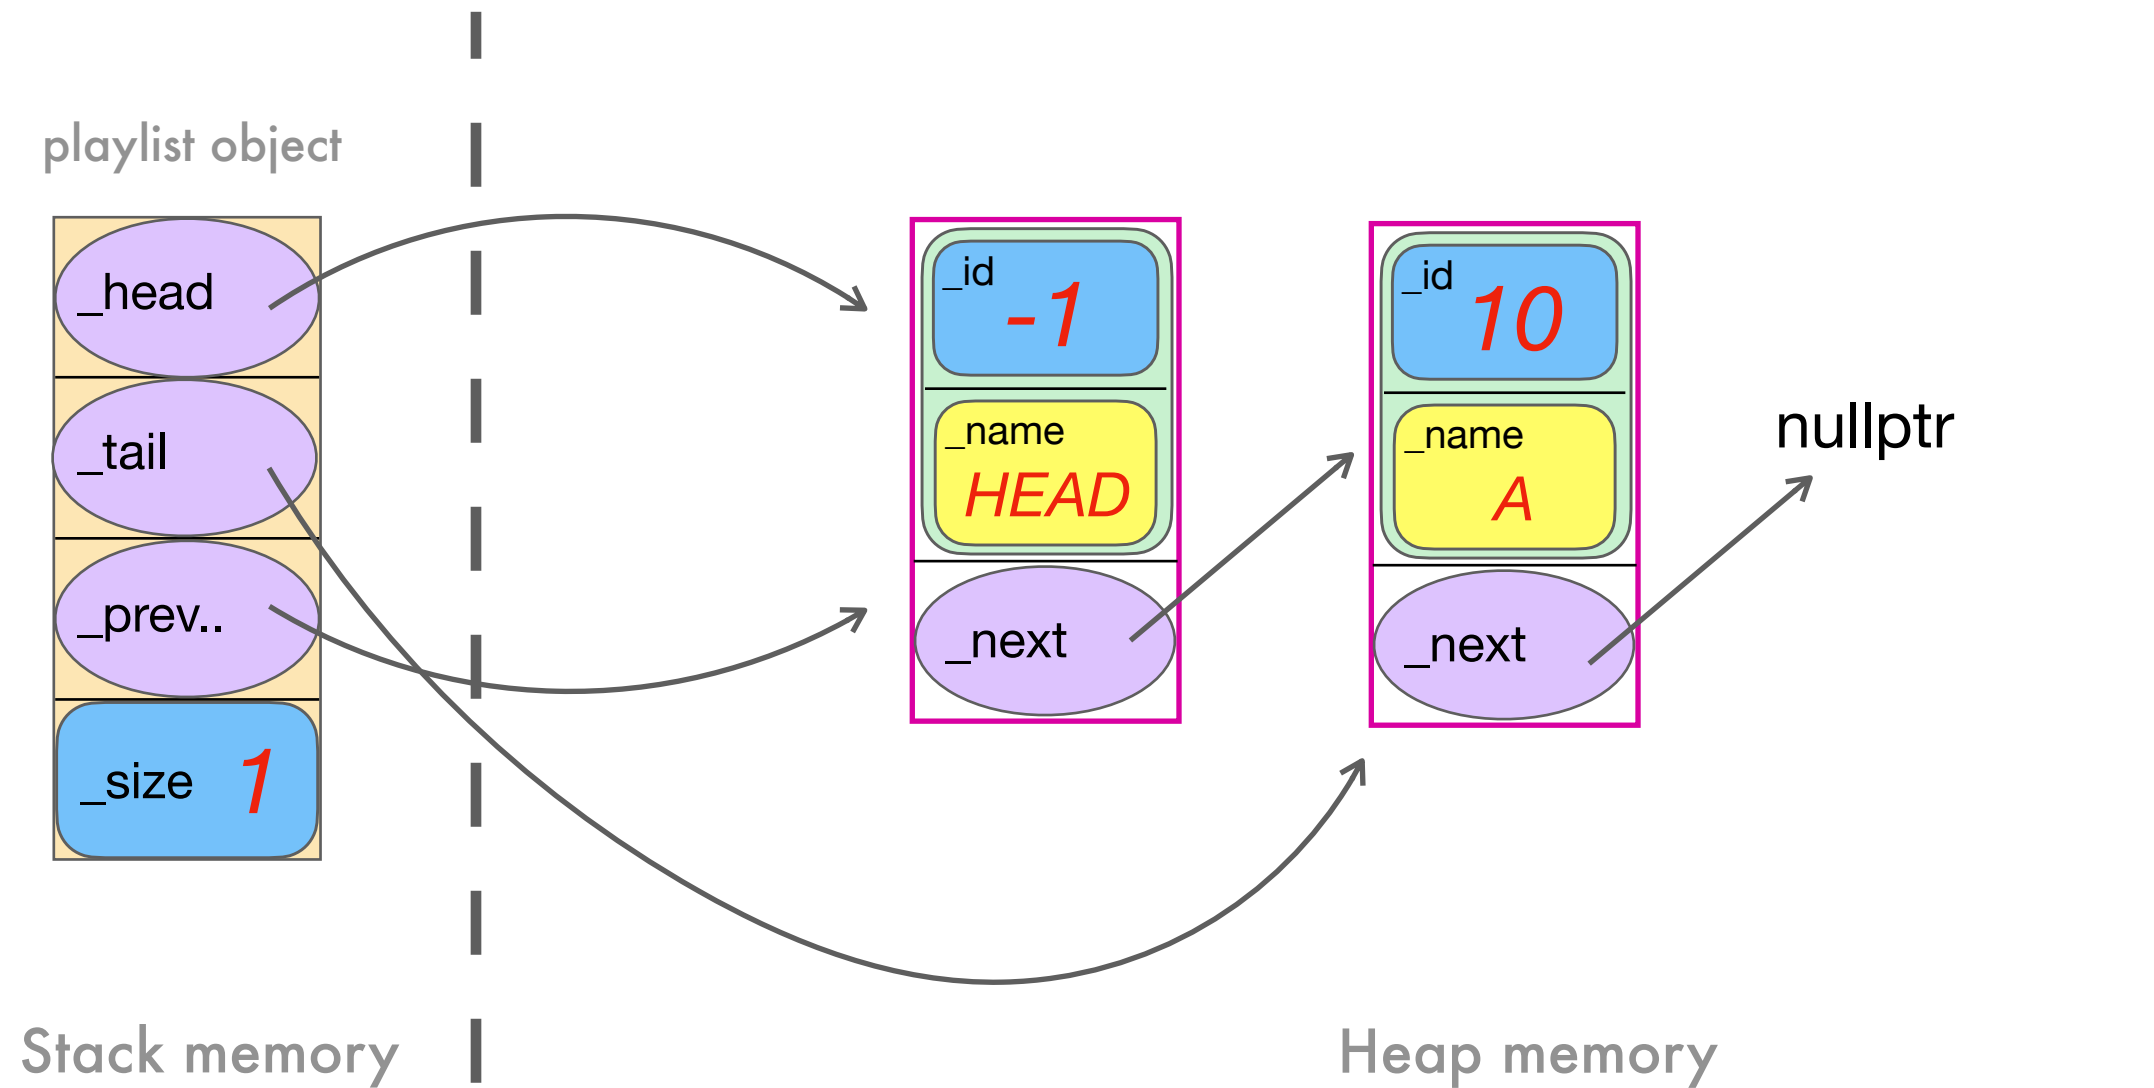 playlist object
_head
_tail
_prev..
_size 1
_id -1
_name
HEAD
_next
_id 10
_name
A
_next
nullptr
Stack memory
Heap memory